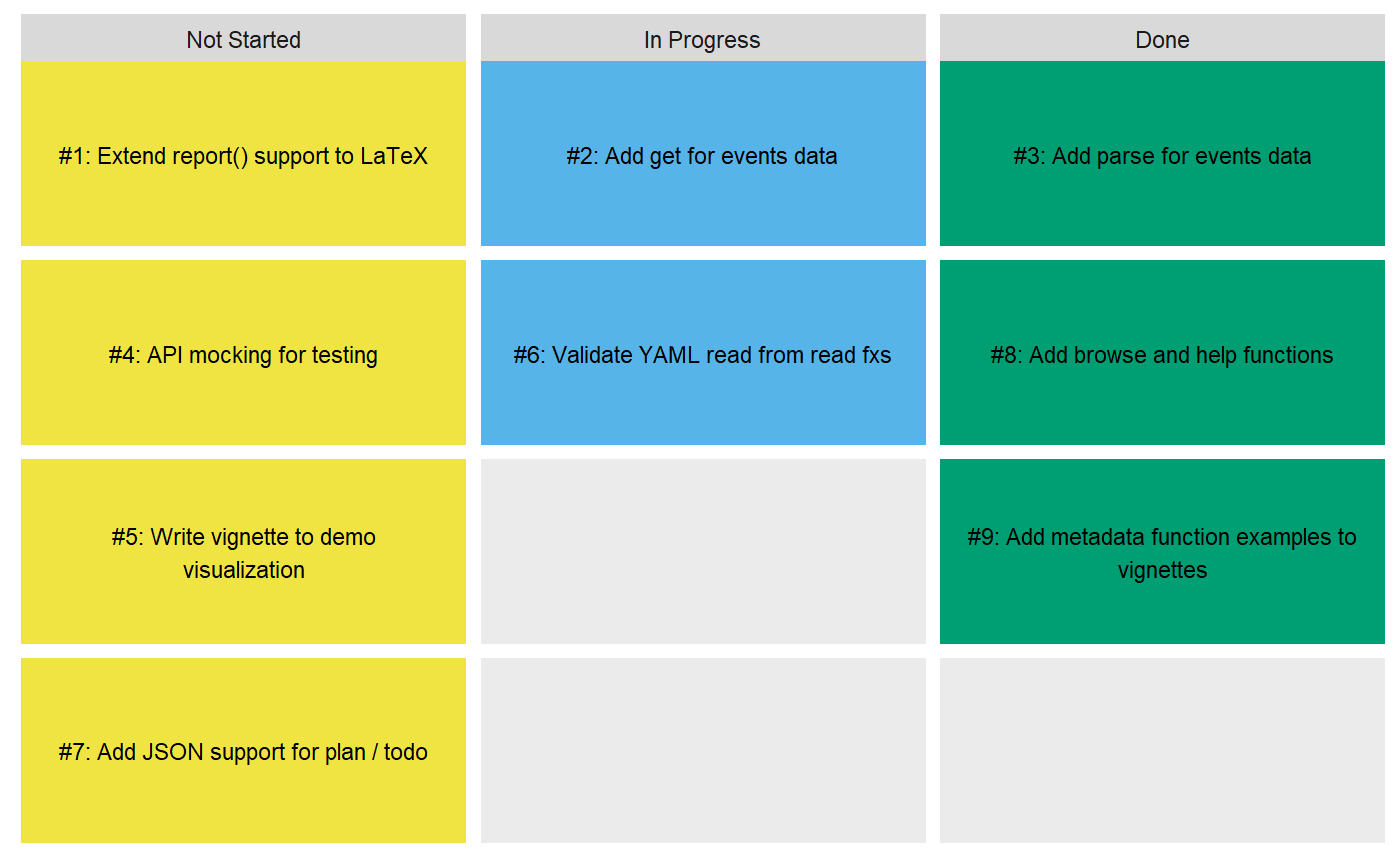 Not Started
In Progress
Done
#1: Extend report() support to LaTeX
#2: Add get for events data
#3: Add parse for events data
#4: API mocking for testing
#6: Validate YAML read from read fxs
#8: Add browse and help functions
#5: Write vignette to demo
visualization
#9: Add metadata function examples to
vignettes
#7: Add JSON support for plan / todo